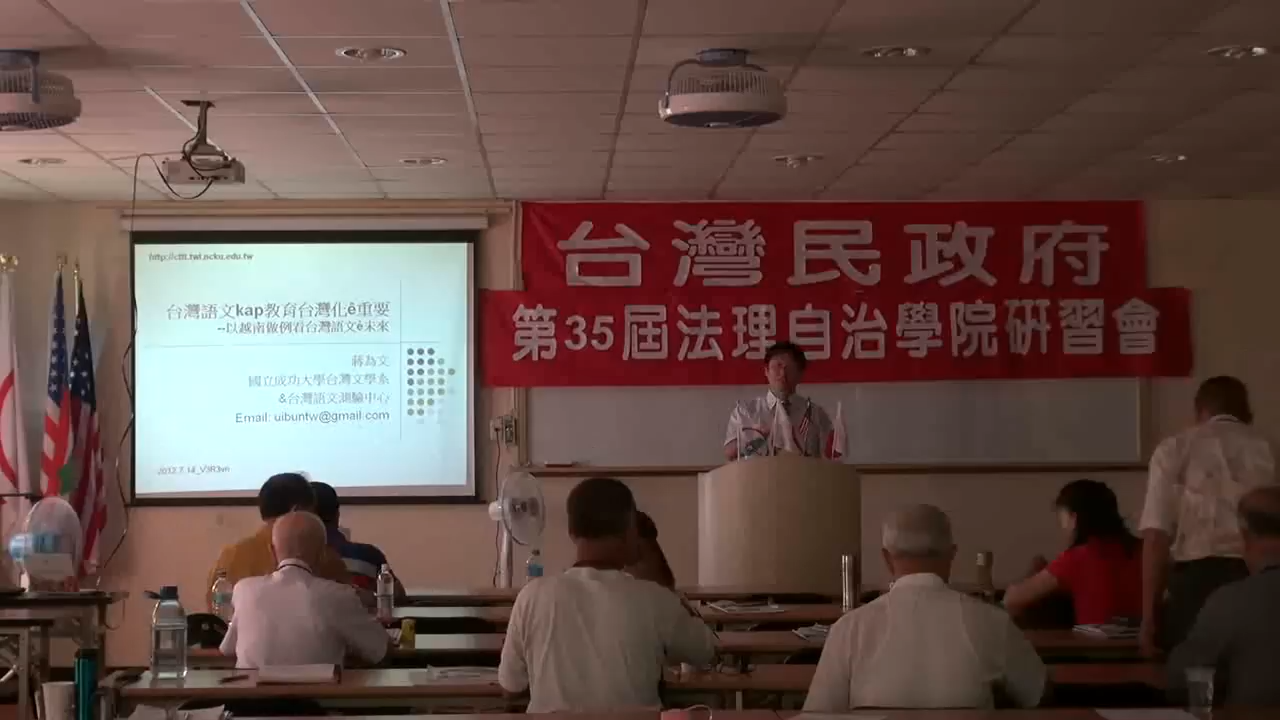 http://ctlt.twl.ncku.edu.tw
台灣語文kap教育台灣化ê重要
--以越南做例看台灣語文ê未來
蔣為文
國立成功大學台灣文學系
&台灣語文測驗中心
Email: uibuntw@gmail.com
台灣民政府
第35屆法理自治學院研習會